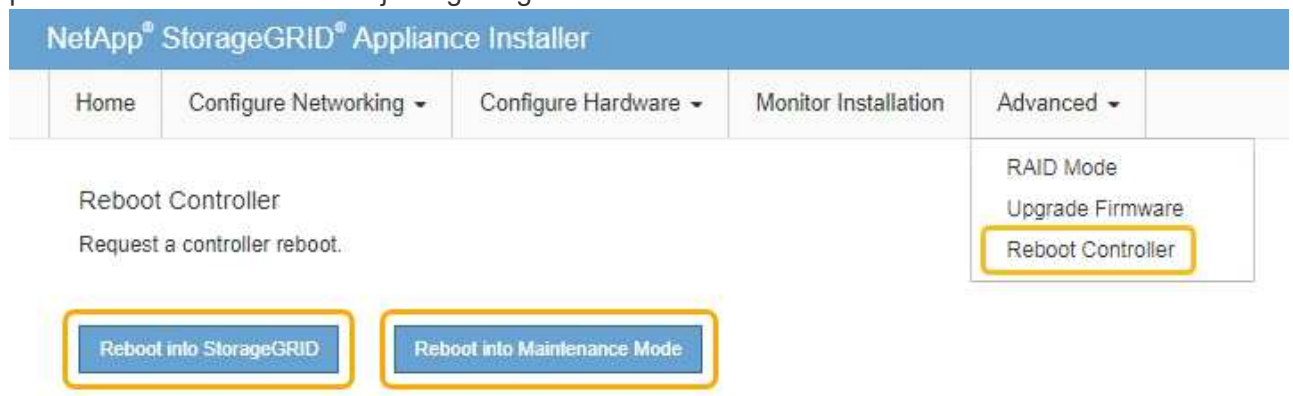 NetApp® StorageGRID® Appliance Installer
Home Configure Networking Configure Hardware Monitor Installation Advanced
RAID Mode
Upgrade Firmware
Reboot Controller
Reboot Controller
Request a controller reboot.
Reboot into StorageGRID Reboot into Maintenance Mode